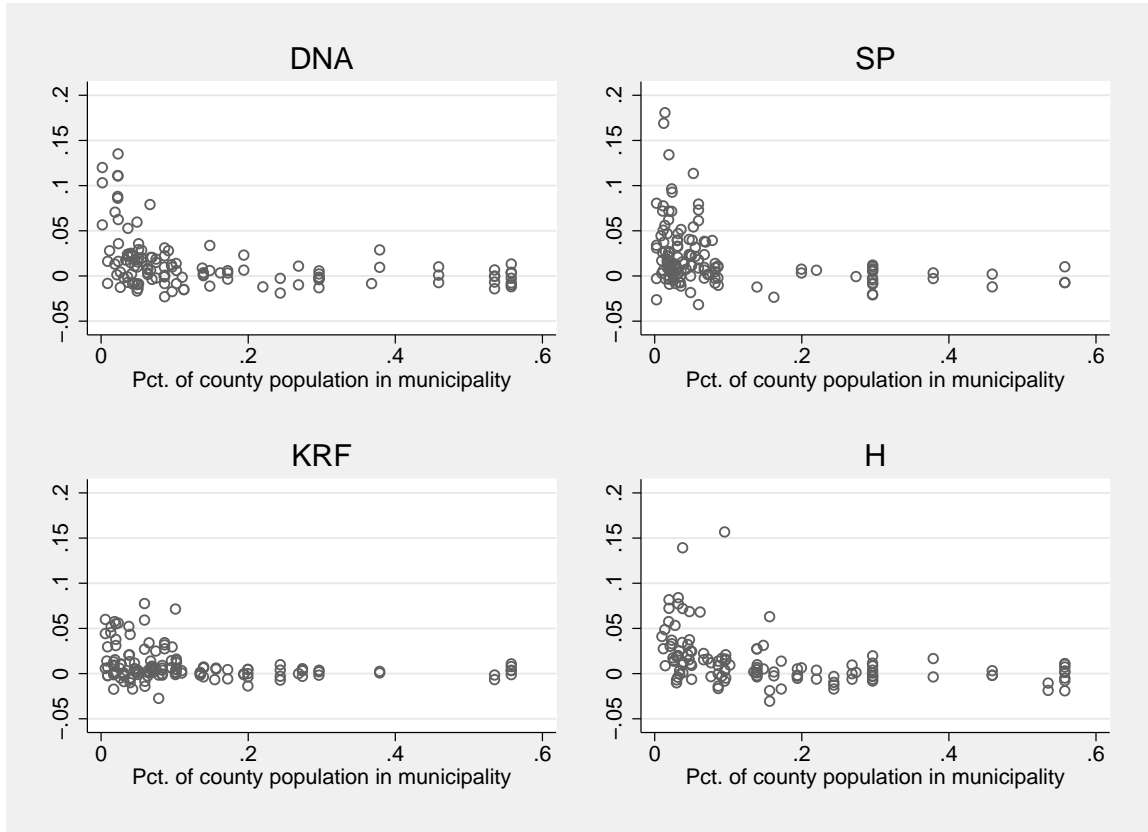 DNA
.2
.15
.1
.05
0
-.05
0 .2 .4 .6
Pct. of county population in municipality
SP
.2
.15
.1
.05
0
-.05
0 .2 .4 .6
Pct. of county population in municipality
KRF
.2
.15
.1
.05
0
-.05
0 .2 .4 .6
Pct. of county population in municipality
H
.2
.15
.1
.05
0
-.05
0 .2 .4 .6
Pct. of county population in municipality